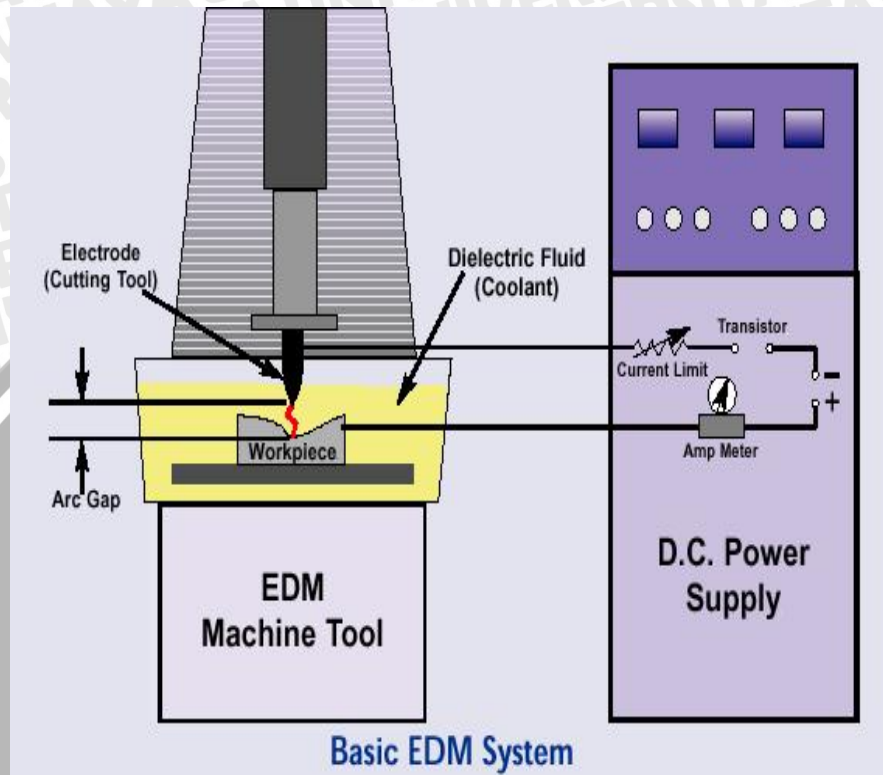 Electrode
(Cutting Tool)
Dielectric Fluid
(Coolant)
Transistor
Current Limit
-
+
Workpiece
Amp Meter
Arc Gap
EDM
Machine Tool
D.C. Power
Supply
Basic EDM System